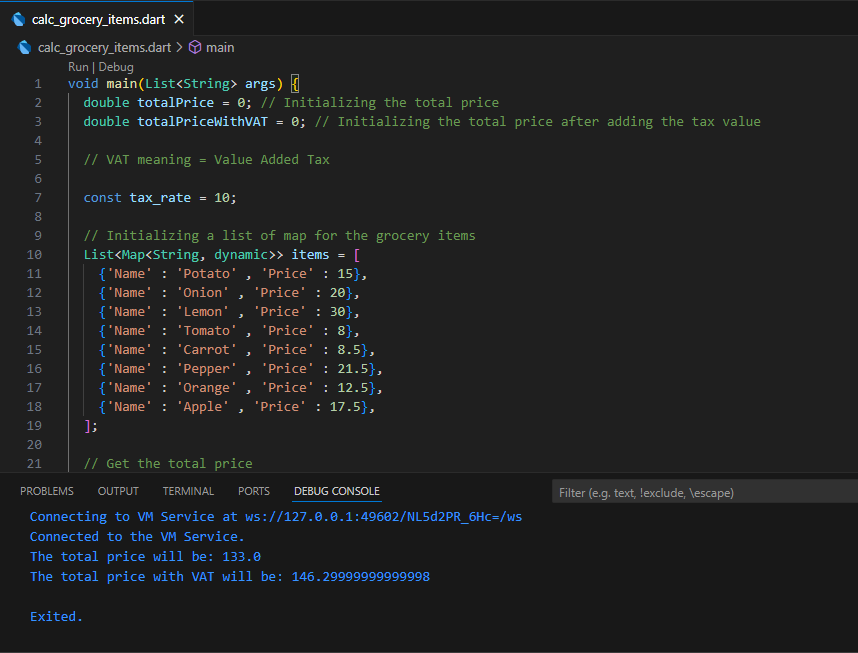 calc_grocery_items.dart ×
calc_grocery_items.dart > main
Run | Debug
1 void main(List<String> args) {
2 double totalPrice = 0; // Initializing the total price
3 double totalPriceWithVAT = 0; // Initializing the total price after adding the tax value
4
5 // VAT meaning = Value Added Tax
6
7 const tax_rate = 10;
8
9 // Initializing a list of map for the grocery items
10 List<Map<String, dynamic>> items = [
11 {'Name' : 'Potato' , 'Price' : 15},
12 {'Name' : 'Onion' , 'Price' : 20},
13 {'Name' : 'Lemon' , 'Price' : 30},
14 {'Name' : 'Tomato' , 'Price' : 8},
15 {'Name' : 'Carrot' , 'Price' : 8.5},
16 {'Name' : 'Pepper' , 'Price' : 21.5},
17 {'Name' : 'Orange' , 'Price' : 12.5},
18 {'Name' : 'Apple' , 'Price' : 17.5},
19 ];
20
21 // Get the total price
PROBLEMS OUTPUT TERMINAL PORTS DEBUG CONSOLE Filter (e.g. text, !exclude, \escape)
Connecting to VM Service at ws://127.0.0.1:49602/NL5d2PR_6Hc=/ws
Connected to the VM Service.
The total price will be: 133.0
The total price with VAT will be: 146.29999999999998
Exited.